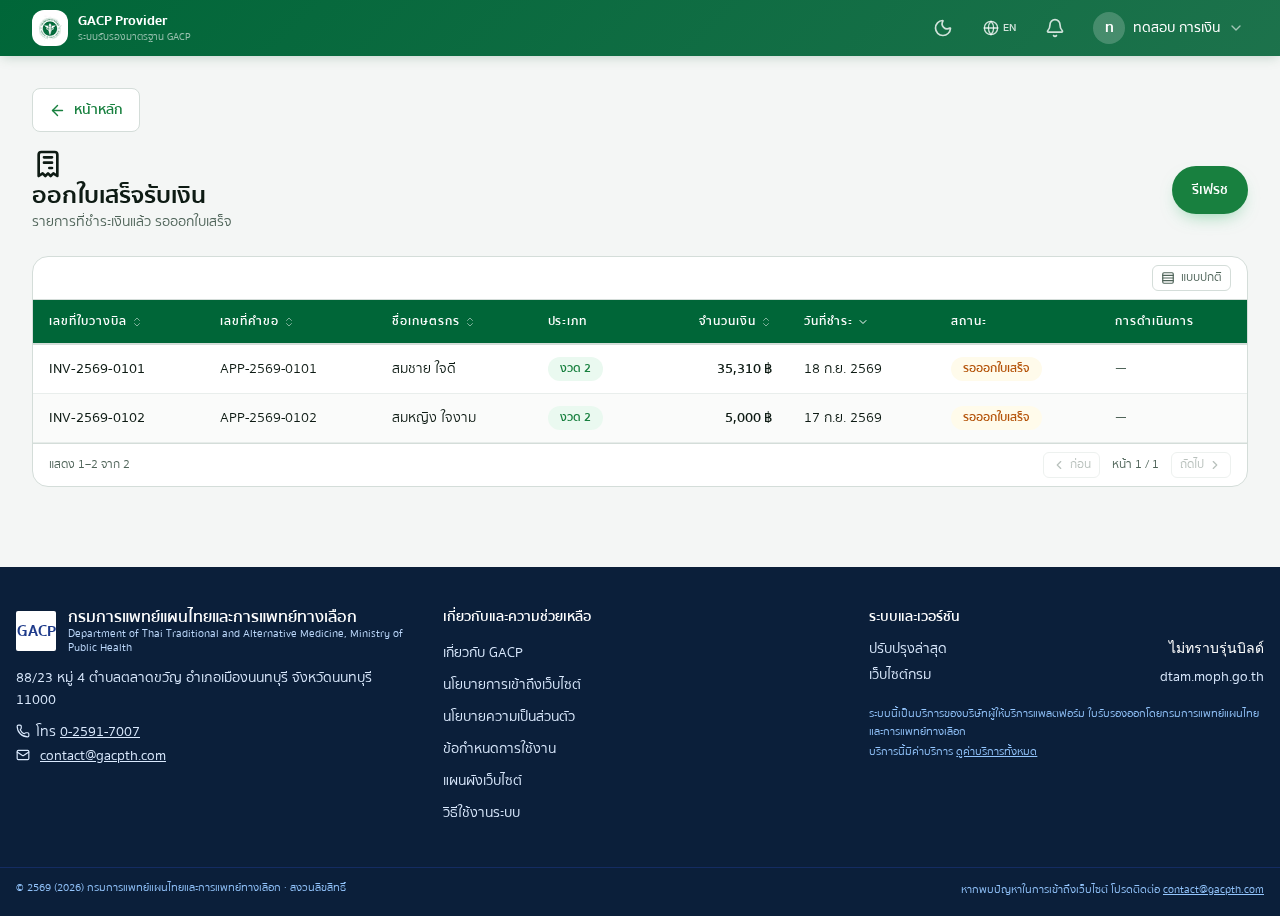 GACP Provider
ระบบรับรองมาตรฐาน GACP
EN
ท
ทดสอบ การเงิน
หน้าหลัก
ออกใบเสร็จรับเงิน
รายการที่ชำระเงินแล้ว รอออกใบเสร็จ
รีเฟรช
แบบปกติ
เลขที่ใบวางบิล เลขที่คำขอ ชื่อเกษตรกร ประเภท จำนวนเงิน วันที่ชำระ สถานะ การดำเนินการ
INV-2569-0101 APP-2569-0101 สมชาย ใจดี งวด 2 35,310 ฿ 18 ก.ย. 2569 รอออกใบเสร็จ —
INV-2569-0102 APP-2569-0102 สมหญิง ใจงาม งวด 2 5,000 ฿ 17 ก.ย. 2569 รอออกใบเสร็จ —
แสดง 1–2 จาก 2 ก่อน หน้า 1 / 1 ถัดไป
GACP
กรมการแพทย์แผนไทยและการแพทย์ทางเลือก
Department of Thai Traditional and Alternative Medicine, Ministry of
Public Health
88/23 หมู่ 4 ตำบลตลาดขวัญ อำเภอเมืองนนทบุรี จังหวัดนนทบุรี
11000
โทร 0-2591-7007
contact@gacpth.com
เกี่ยวกับและความช่วยเหลือ
เกี่ยวกับ GACP
นโยบายการเข้าถึงเว็บไซต์
นโยบายความเป็นส่วนตัว
ข้อกำหนดการใช้งาน
แผนผังเว็บไซต์
วิธีใช้งานระบบ
ระบบและเวอร์ชัน
ปรับปรุงล่าสุด ไม่ทราบรุ่นบิลด์
เว็บไซต์กรม dtam.moph.go.th
ระบบนี้เป็นบริการของบริษัทผู้ให้บริการแพลตฟอร์ม ใบรับรองออกโดยกรมการแพทย์แผนไทย
และการแพทย์ทางเลือก
บริการนี้มีค่าบริการ ดูค่าบริการทั้งหมด
© 2569 (2026) กรมการแพทย์แผนไทยและการแพทย์ทางเลือก · สงวนลิขสิทธิ์
หากพบปัญหาในการเข้าถึงเว็บไซต์ โปรดติดต่อ contact@gacpth.com